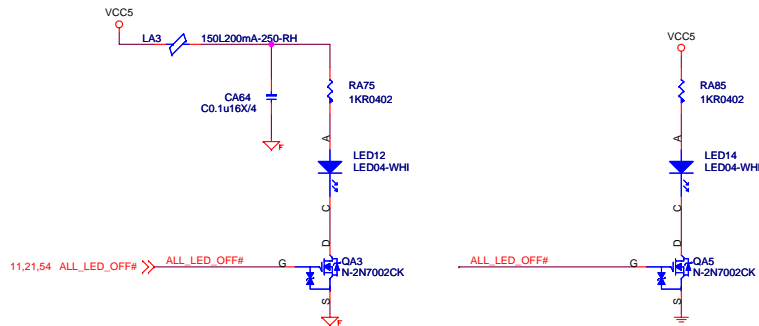 VCC5
LA3 150L200mA-250-RH
CA64
C0.1u16X/4
F
RA75
1KR0402
A
LED12
LED04-WHI
C
D
11,21,54 ALL_LED_OFF#
ALL_LED_OFF#
G
QA3
N-2N7002CK
S
F
VCC5
RA85
1KR0402
A
LED14
LED04-WHI
C
D
ALL_LED_OFF#
G
QA5
N-2N7002CK
S